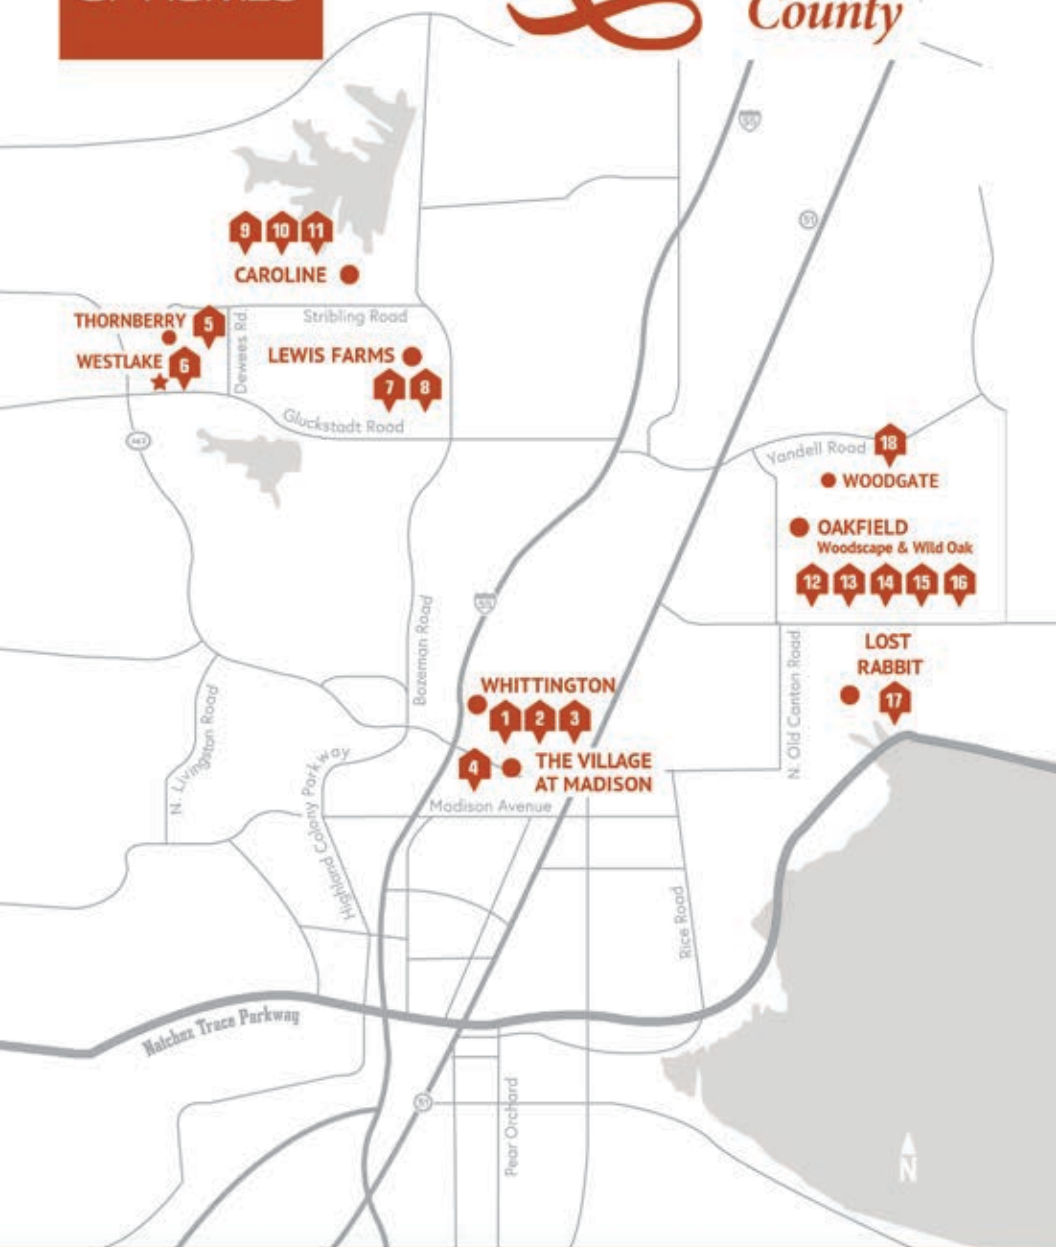 County
55
51
9 10 11
CAROLINE
THORNBERRY 5
Stribling Road
Dewees Rd.
WESTLAKE 6
LEWIS FARMS
7 8
Gluckstadt Road
463
Yandell Road
18
WOODGATE
OAKFIELD
Woodscape & Wild Oak
12 13 14 15 16
55
Bozeman Road
LOST
RABBIT
17
N. Old Canton Road
WHITTINGTON
1 2 3
N. Livingston Road
4
THE VILLAGE
AT MADISON
Highland Colony Parkway
Madison Avenue
Rice Road
Natchez Trace Parkway
51
Pear Orchard
N